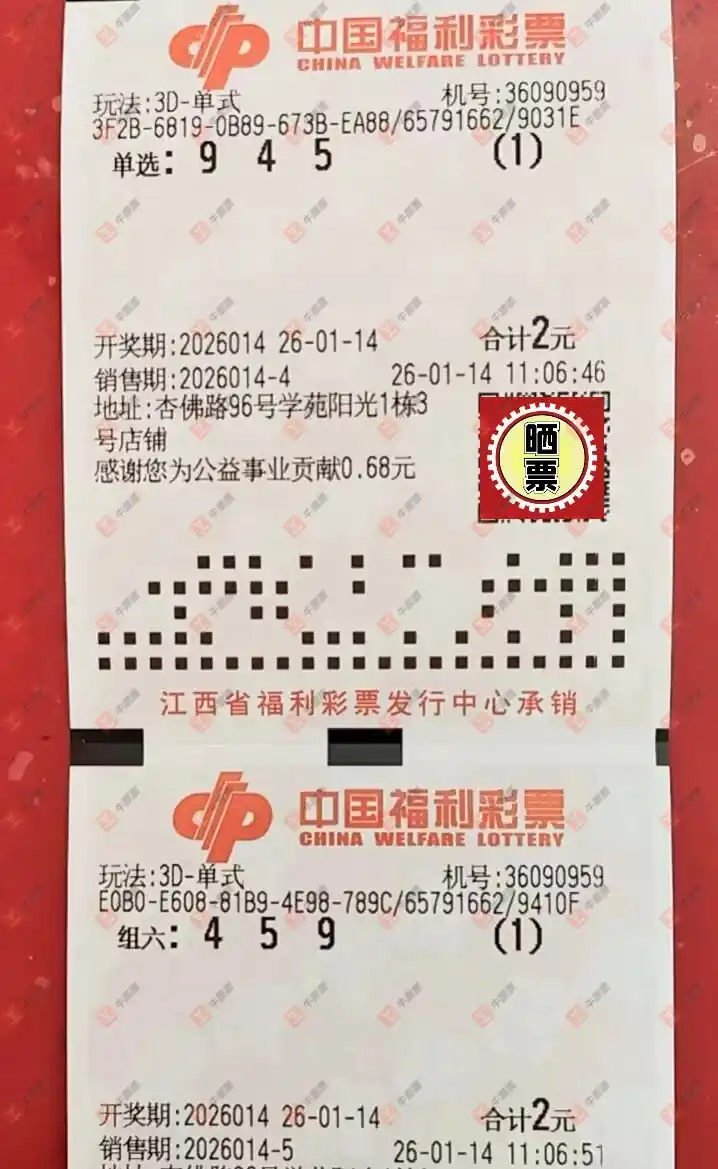 中国福利彩票
CHINA WELFARE LOTTERY
玩法:3D-单式 机号:36090959
3F2B-6819-0B89-673B-EA88/65791662/9031E
单选: 9 4 5 (1)
开奖期:2026014 26-01-14 合计2元
销售期:2026014-4 26-01-14 11:06:46
地址:杏佛路96号学苑阳光1栋3
号店铺
感谢您为公益事业贡献0.68元
晒
票
江西省福利彩票发行中心承销
中国福利彩票
CHINA WELFARE LOTTERY
玩法:3D-单式 机号:36090959
E0B0-E608-81B9-4E98-789C/65791662/9410F
组六: 4 5 9 (1)
开奖期:2026014 26-01-14 合计2元
销售期:2026014-5 26-01-14 11:06:51